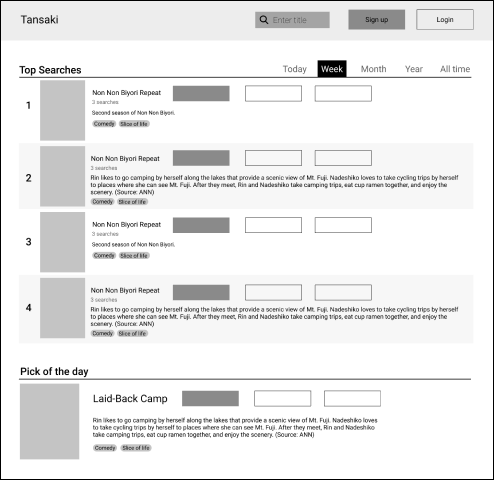 Tansaki
Enter title
Sign up
Login
Top Searches
Today
Week
Month
Year
All time
1
Non Non Biyori Repeat
3 searches
Second season of Non Non Biyori.
Comedy
Slice of life
2
Non Non Biyori Repeat
3 searches
Rin likes to go camping by herself along the lakes that provide a scenic view of Mt. Fuji. Nadeshiko loves to take cycling trips by herself
to places where she can see Mt. Fuji. After they meet, Rin and Nadeshiko take camping trips, eat cup ramen together, and enjoy the
scenery. (Source: ANN)
Comedy
Slice of life
3
Non Non Biyori Repeat
3 searches
Second season of Non Non Biyori.
Comedy
Slice of life
4
Non Non Biyori Repeat
3 searches
Rin likes to go camping by herself along the lakes that provide a scenic view of Mt. Fuji. Nadeshiko loves to take cycling trips by herself
to places where she can see Mt. Fuji. After they meet, Rin and Nadeshiko take camping trips, eat cup ramen together, and enjoy the
scenery. (Source: ANN)
Comedy
Slice of life
Pick of the day
Laid-Back Camp
Rin likes to go camping by herself along the lakes that provide a scenic view of Mt. Fuji. Nadeshiko loves
to take cycling trips by herself to places where she can see Mt. Fuji. After they meet, Rin and Nadeshiko
take camping trips, eat cup ramen together, and enjoy the scenery. (Source: ANN)
Comedy
Slice of life